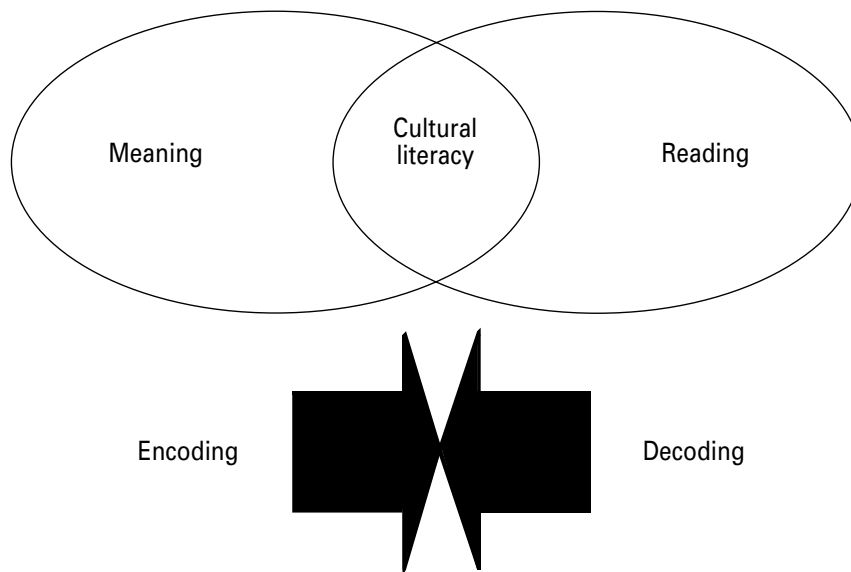 Meaning
Cultural
literacy
Reading
Encoding
Decoding